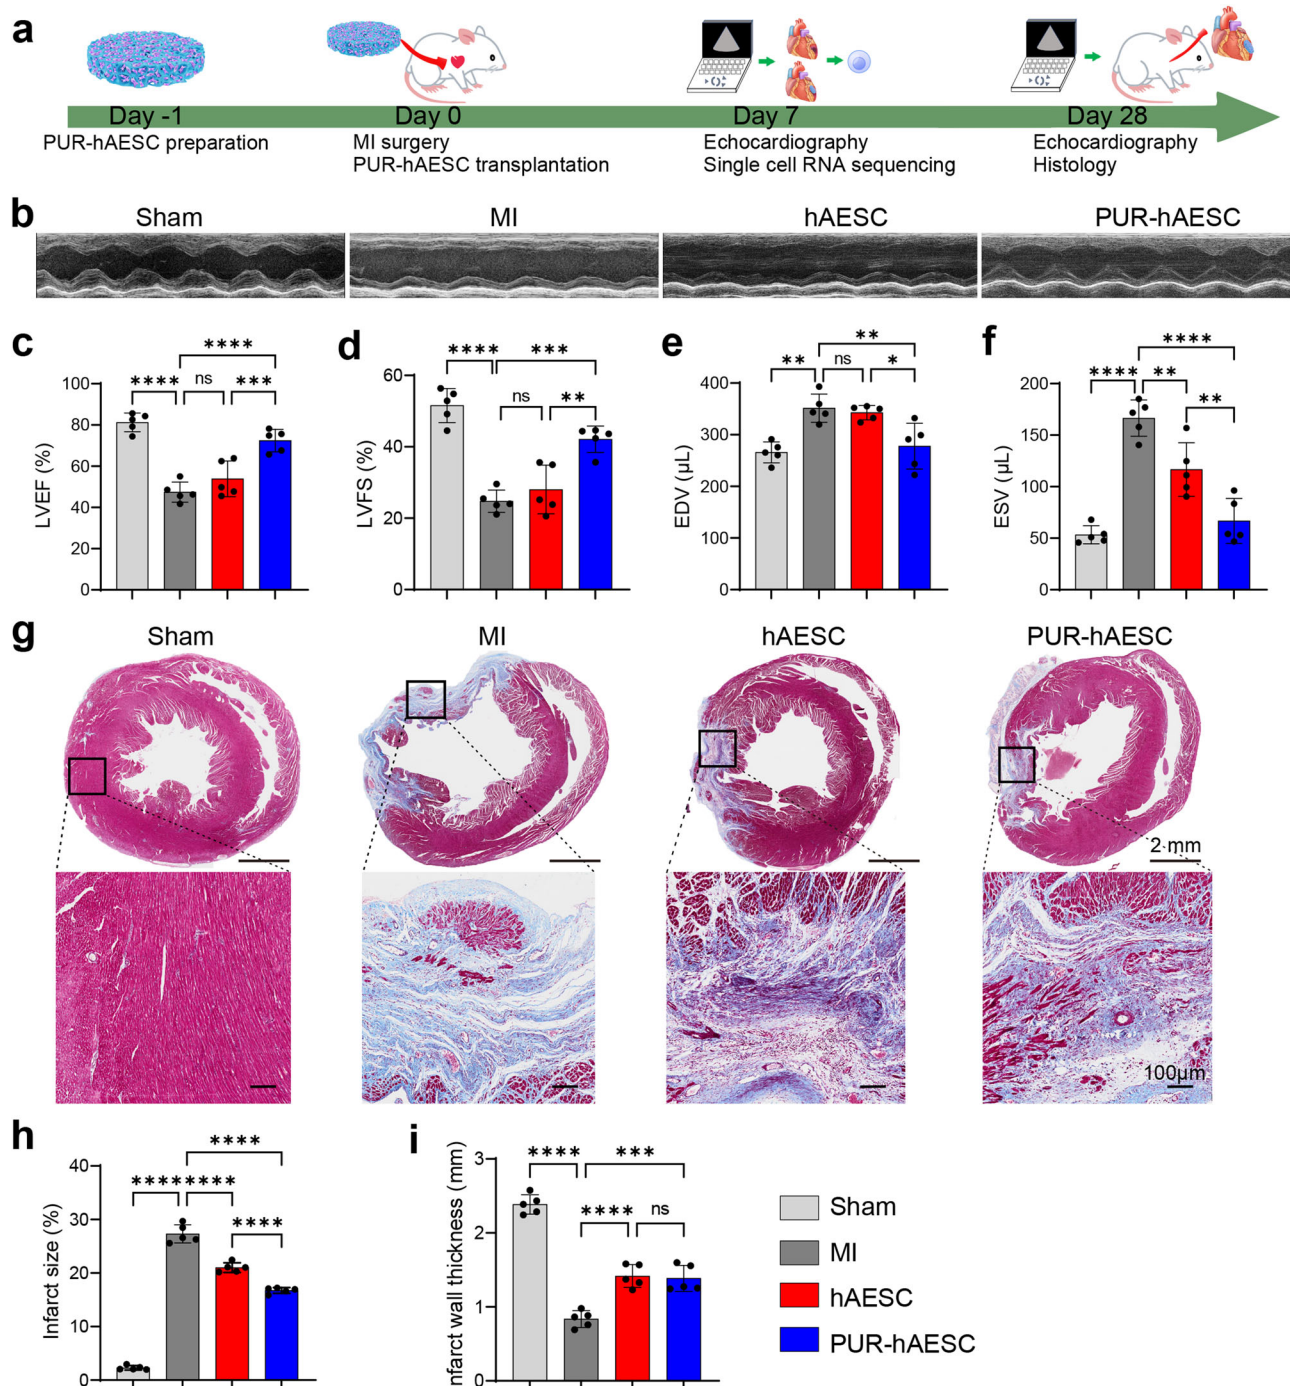 a
Day -1
Day 0
Day 7
Day 28
PUR-hAESC preparation
MI surgery
PUR-hAESC transplantation
Echocardiography
Single cell RNA sequencing
Echocardiography
Histology
b
Sham
MI
hAESC
PUR-hAESC
c
LVEF (%)
100
80
60
40
20
0
****
****
ns
***
d
LVFS (%)
60
40
20
0
****
***
ns
**
e
EDV (µL)
400
300
200
100
0
**
**
ns
*
f
ESV (µL)
200
150
100
50
0
****
****
**
**
g
Sham
MI
hAESC
PUR-hAESC
2 mm
100µm
h
Infarct size (%)
40
30
20
10
0
****
****
****
****
i
nfarct wall thickness (mm)
3
2
1
0
****
***
****
ns
Sham
MI
hAESC
PUR-hAESC